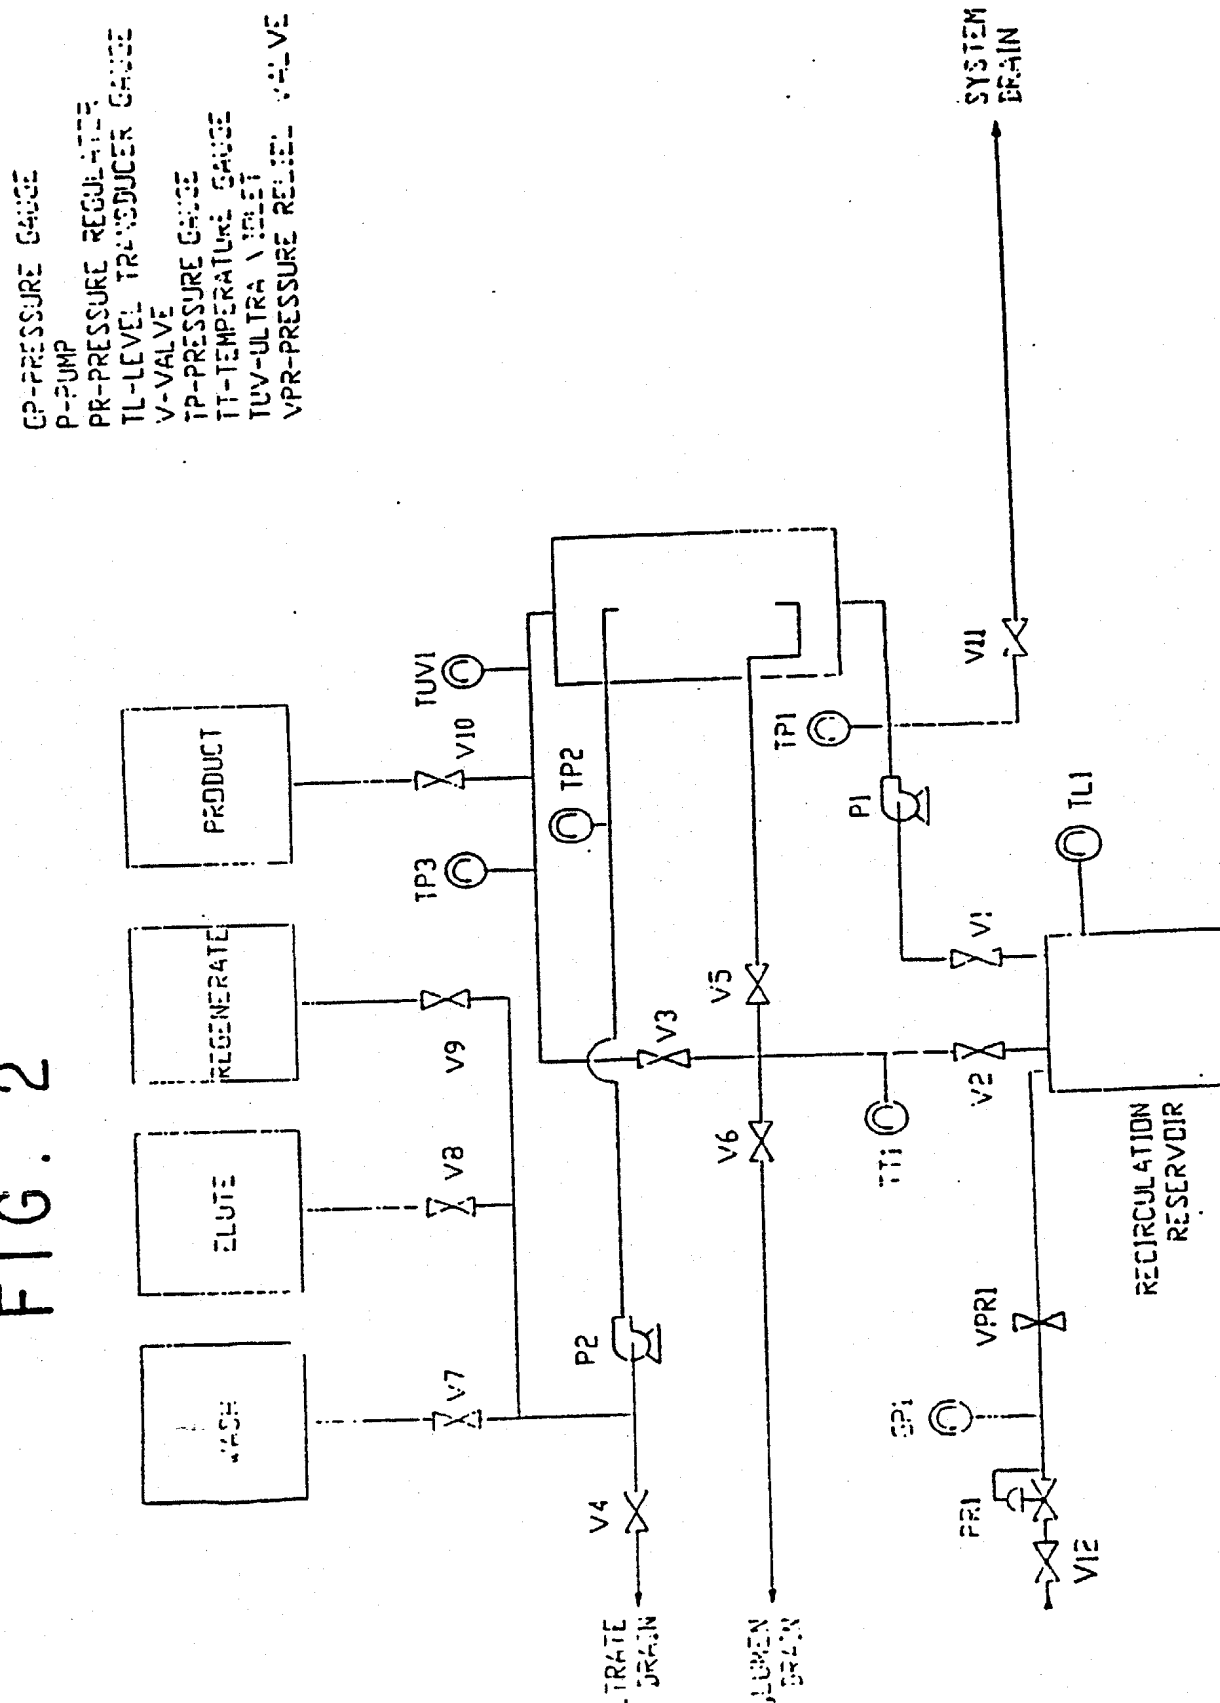 FIG. 2
GP-PRESSURE GAUGE
P-PUMP
PR-PRESSURE REGULATER
TL-LEVEL TRANSDUCER GAUGE
V-VALVE
TP-PRESSURE GAUGE
TT-TEMPERATURE GAUGE
TUV-ULTRA VIOLET
VPR-PRESSURE RELIEF VALVE
WASH
ELUTE
REGENERATE
PRODUCT
V7
V8
V9
V10
TP3
TUV1
TP2
P2
V4
TRATE
DRAIN
V3
V5
V6
LUMEN
DRAIN
TT1
TP1
P1
V11
SYSTEM
DRAIN
V1
V2
TL1
RECIRCULATION
RESERVOIR
VPR1
GP1
PR1
V12